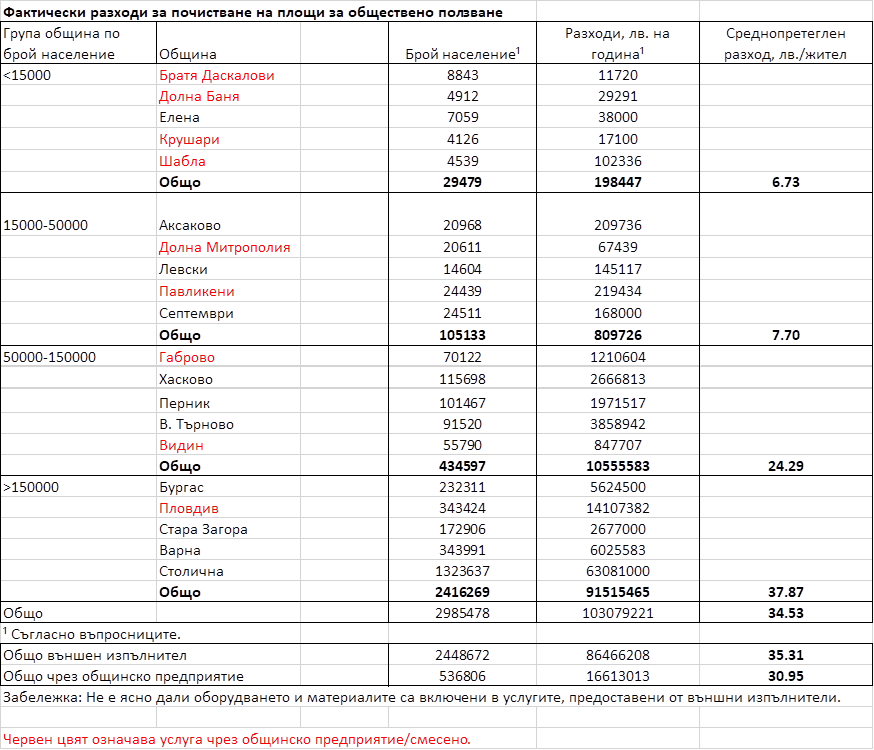 Фактически разходи за почистване на площи за обществено ползване
Група община по брой население Община Брой население¹ Разходи, лв. на година¹ Среднопретеглен разход, лв./жител
<15000 Братя Даскалови 8843 11720
Долна Баня 4912 29291
Елена 7059 38000
Крушари 4126 17100
Шабла 4539 102336
Общо 29479 198447 6.73
15000-50000 Аксаково 20968 209736
Долна Митрополия 20611 67439
Левски 14604 145117
Павликени 24439 219434
Септември 24511 168000
Общо 105133 809726 7.70
50000-150000 Габрово 70122 1210604
Хасково 115698 2666813
Перник 101467 1971517
В. Търново 91520 3858942
Видин 55790 847707
Общо 434597 10555583 24.29
>150000 Бургас 232311 5624500
Пловдив 343424 14107382
Стара Загора 172906 2677000
Варна 343991 6025583
Столична 1323637 63081000
Общо 2416269 91515465 37.87
Общо 2985478 103079221 34.53
¹ Съгласно въпросниците.
Общо външен изпълнител 2448672 86466208 35.31
Общо чрез общинско предприятие 536806 16613013 30.95
Забележка: Не е ясно дали оборудването и материалите са включени в услугите, предоставени от външни изпълнители.
Червен цвят означава услуга чрез общинско предприятие/смесено.